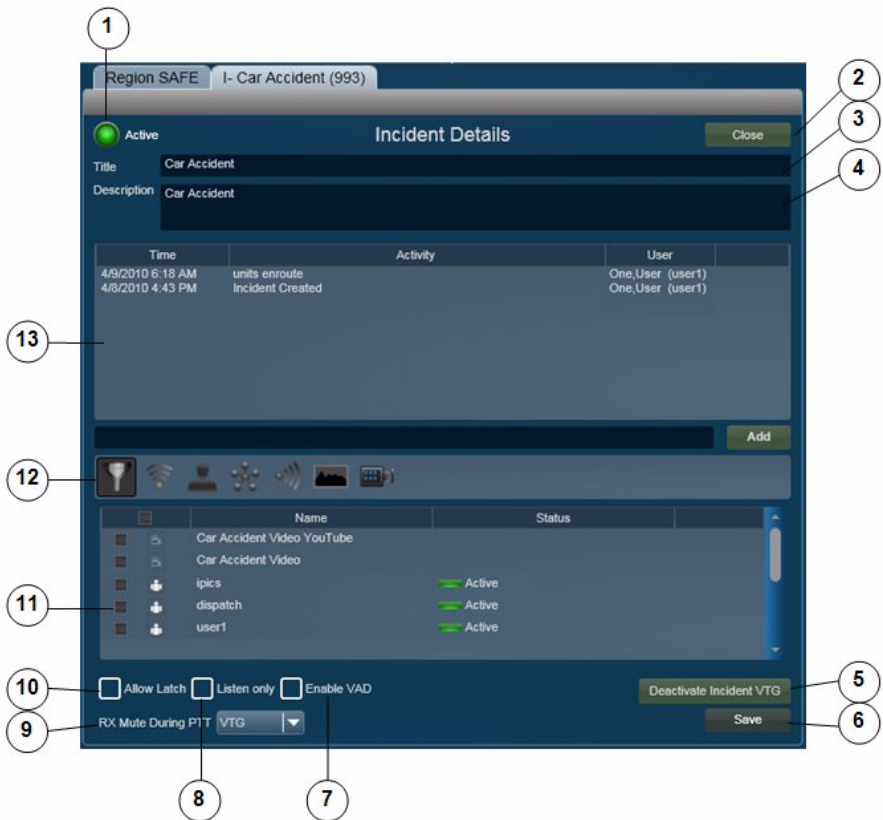 1
Region SAFE I- Car Accident (993)
2
Active Incident Details Close
3
Title Car Accident
4
Description Car Accident
Time Activity User
4/9/2010 6:18 AM units enroute One,User (user1)
4/8/2010 4:43 PM Incident Created One,User (user1)
13
Add
12
Name Status
Car Accident Video YouTube
Car Accident Video
ipics Active
11
dispatch Active
user1 Active
10
Allow Latch Listen only Enable VAD Deactivate Incident VTG
5
9
RX Mute During PTT VTG Save
6
8 7